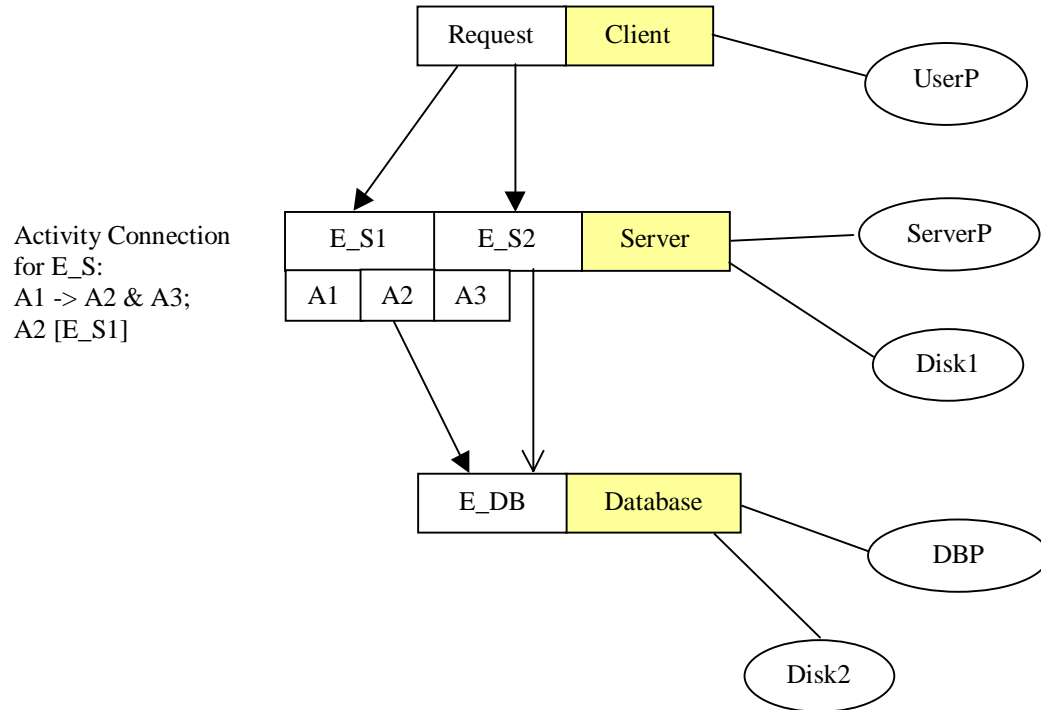 Request
Client
UserP
Activity Connection
for E_S:
A1 -> A2 & A3;
A2 [E_S1]
E_S1
E_S2
Server
ServerP
A1
A2
A3
Disk1
E_DB
Database
DBP
Disk2